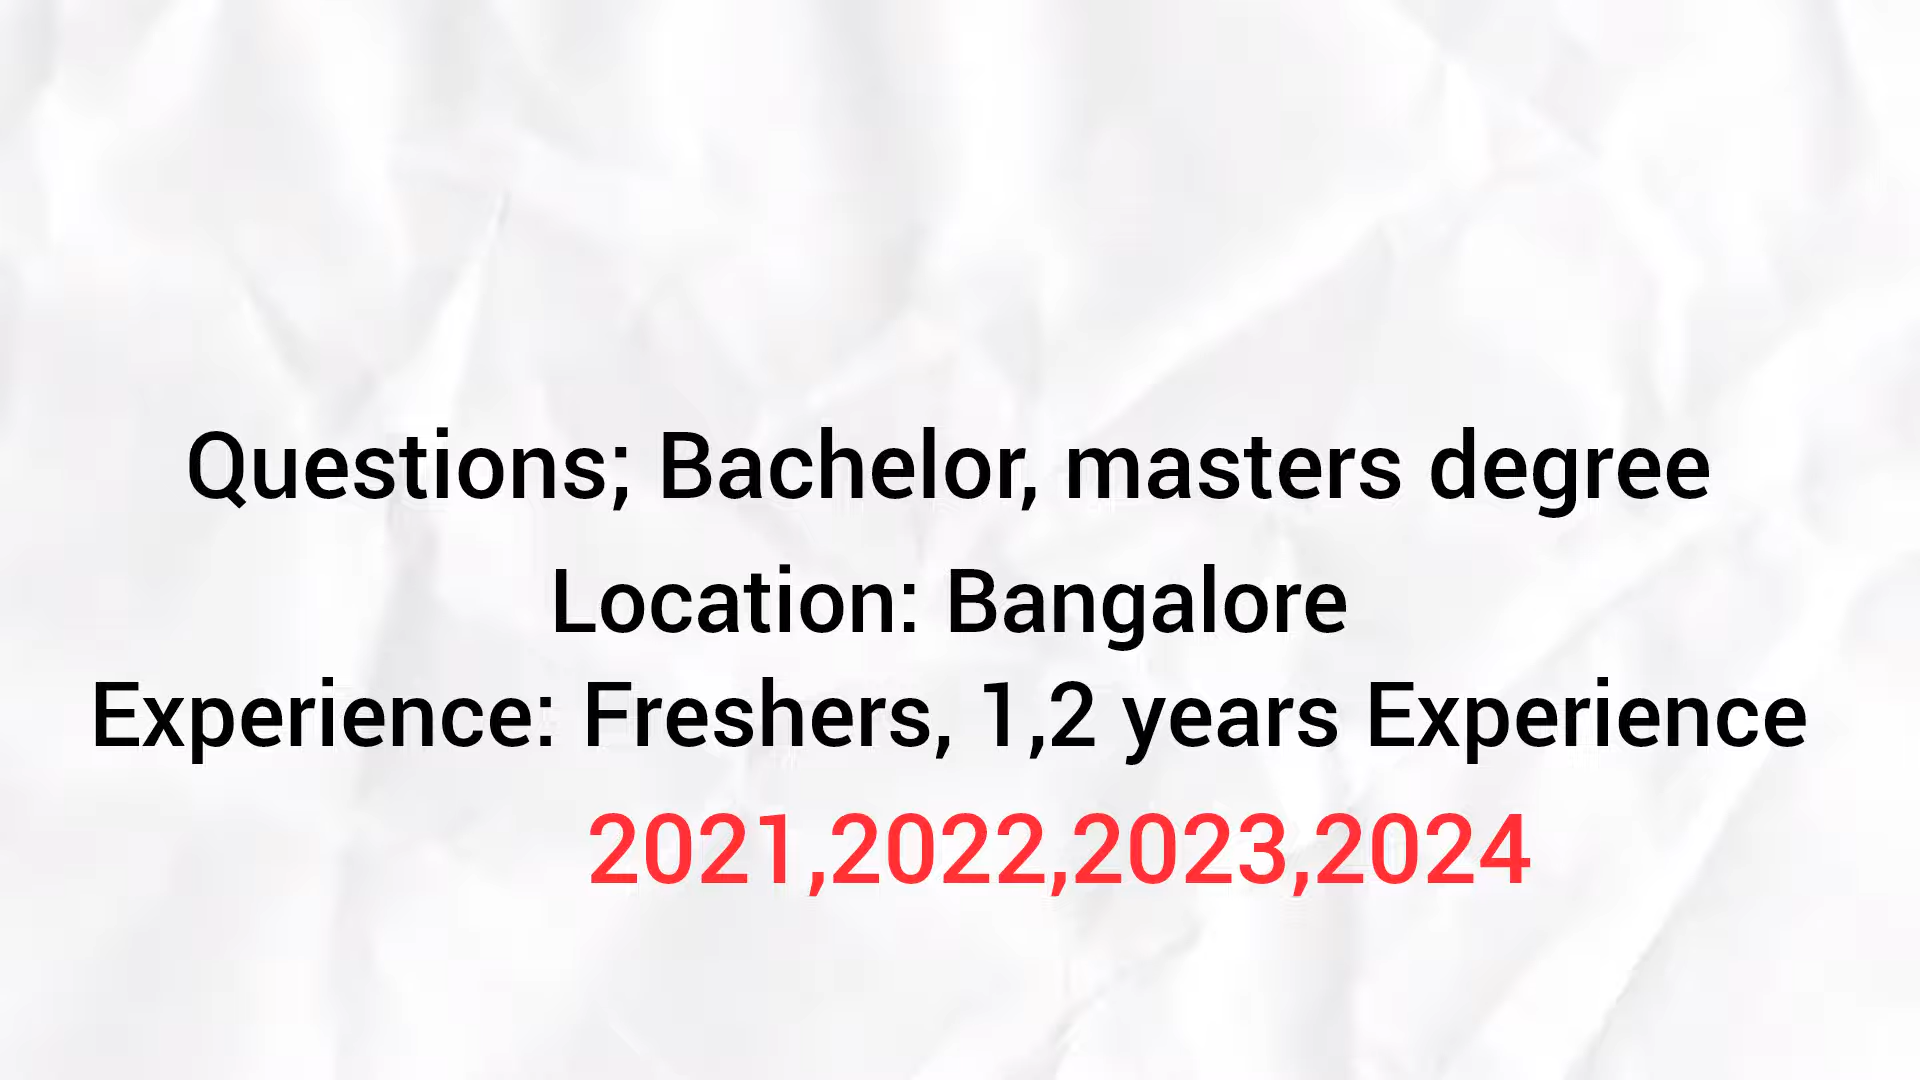 Questions; Bachelor, masters degree
Location: Bangalore
Experience: Freshers, 1,2 years Experience
2021,2022,2023,2024